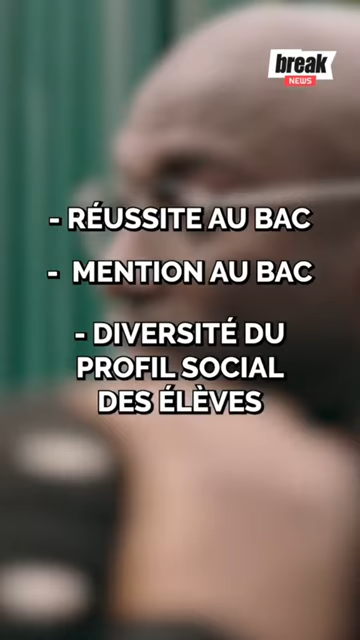 break
NEWS
- RÉUSSITE AU BAC
- MENTION AU BAC
- DIVERSITÉ DU
PROFIL SOCIAL
DES ÉLÈVES